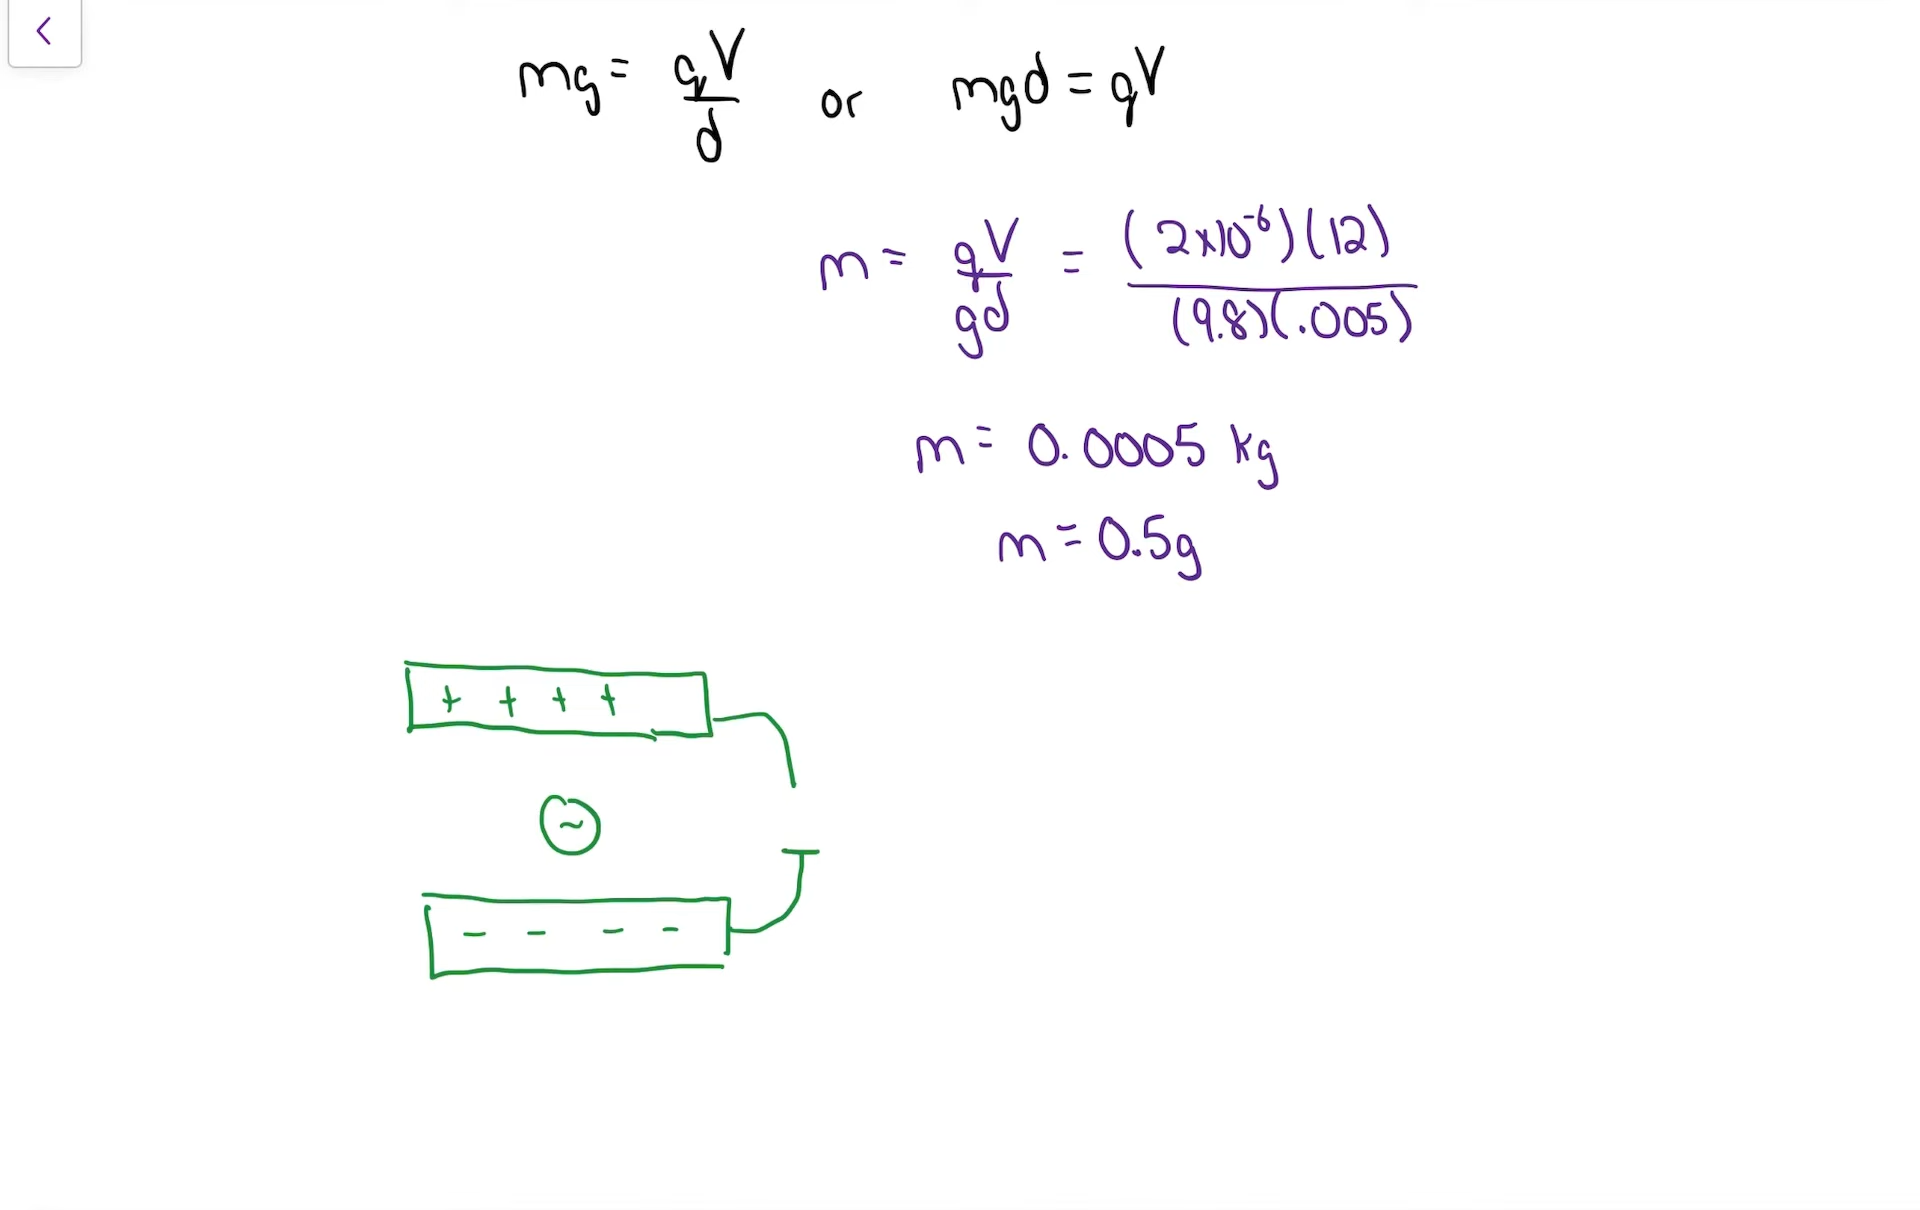 mg = qV/d or mgd = qV
m = qV/gd = (2x10^-6)(12)/(9.8)(.005)
m = 0.0005 kg
m = 0.5g
+ + + +
~
- - - -